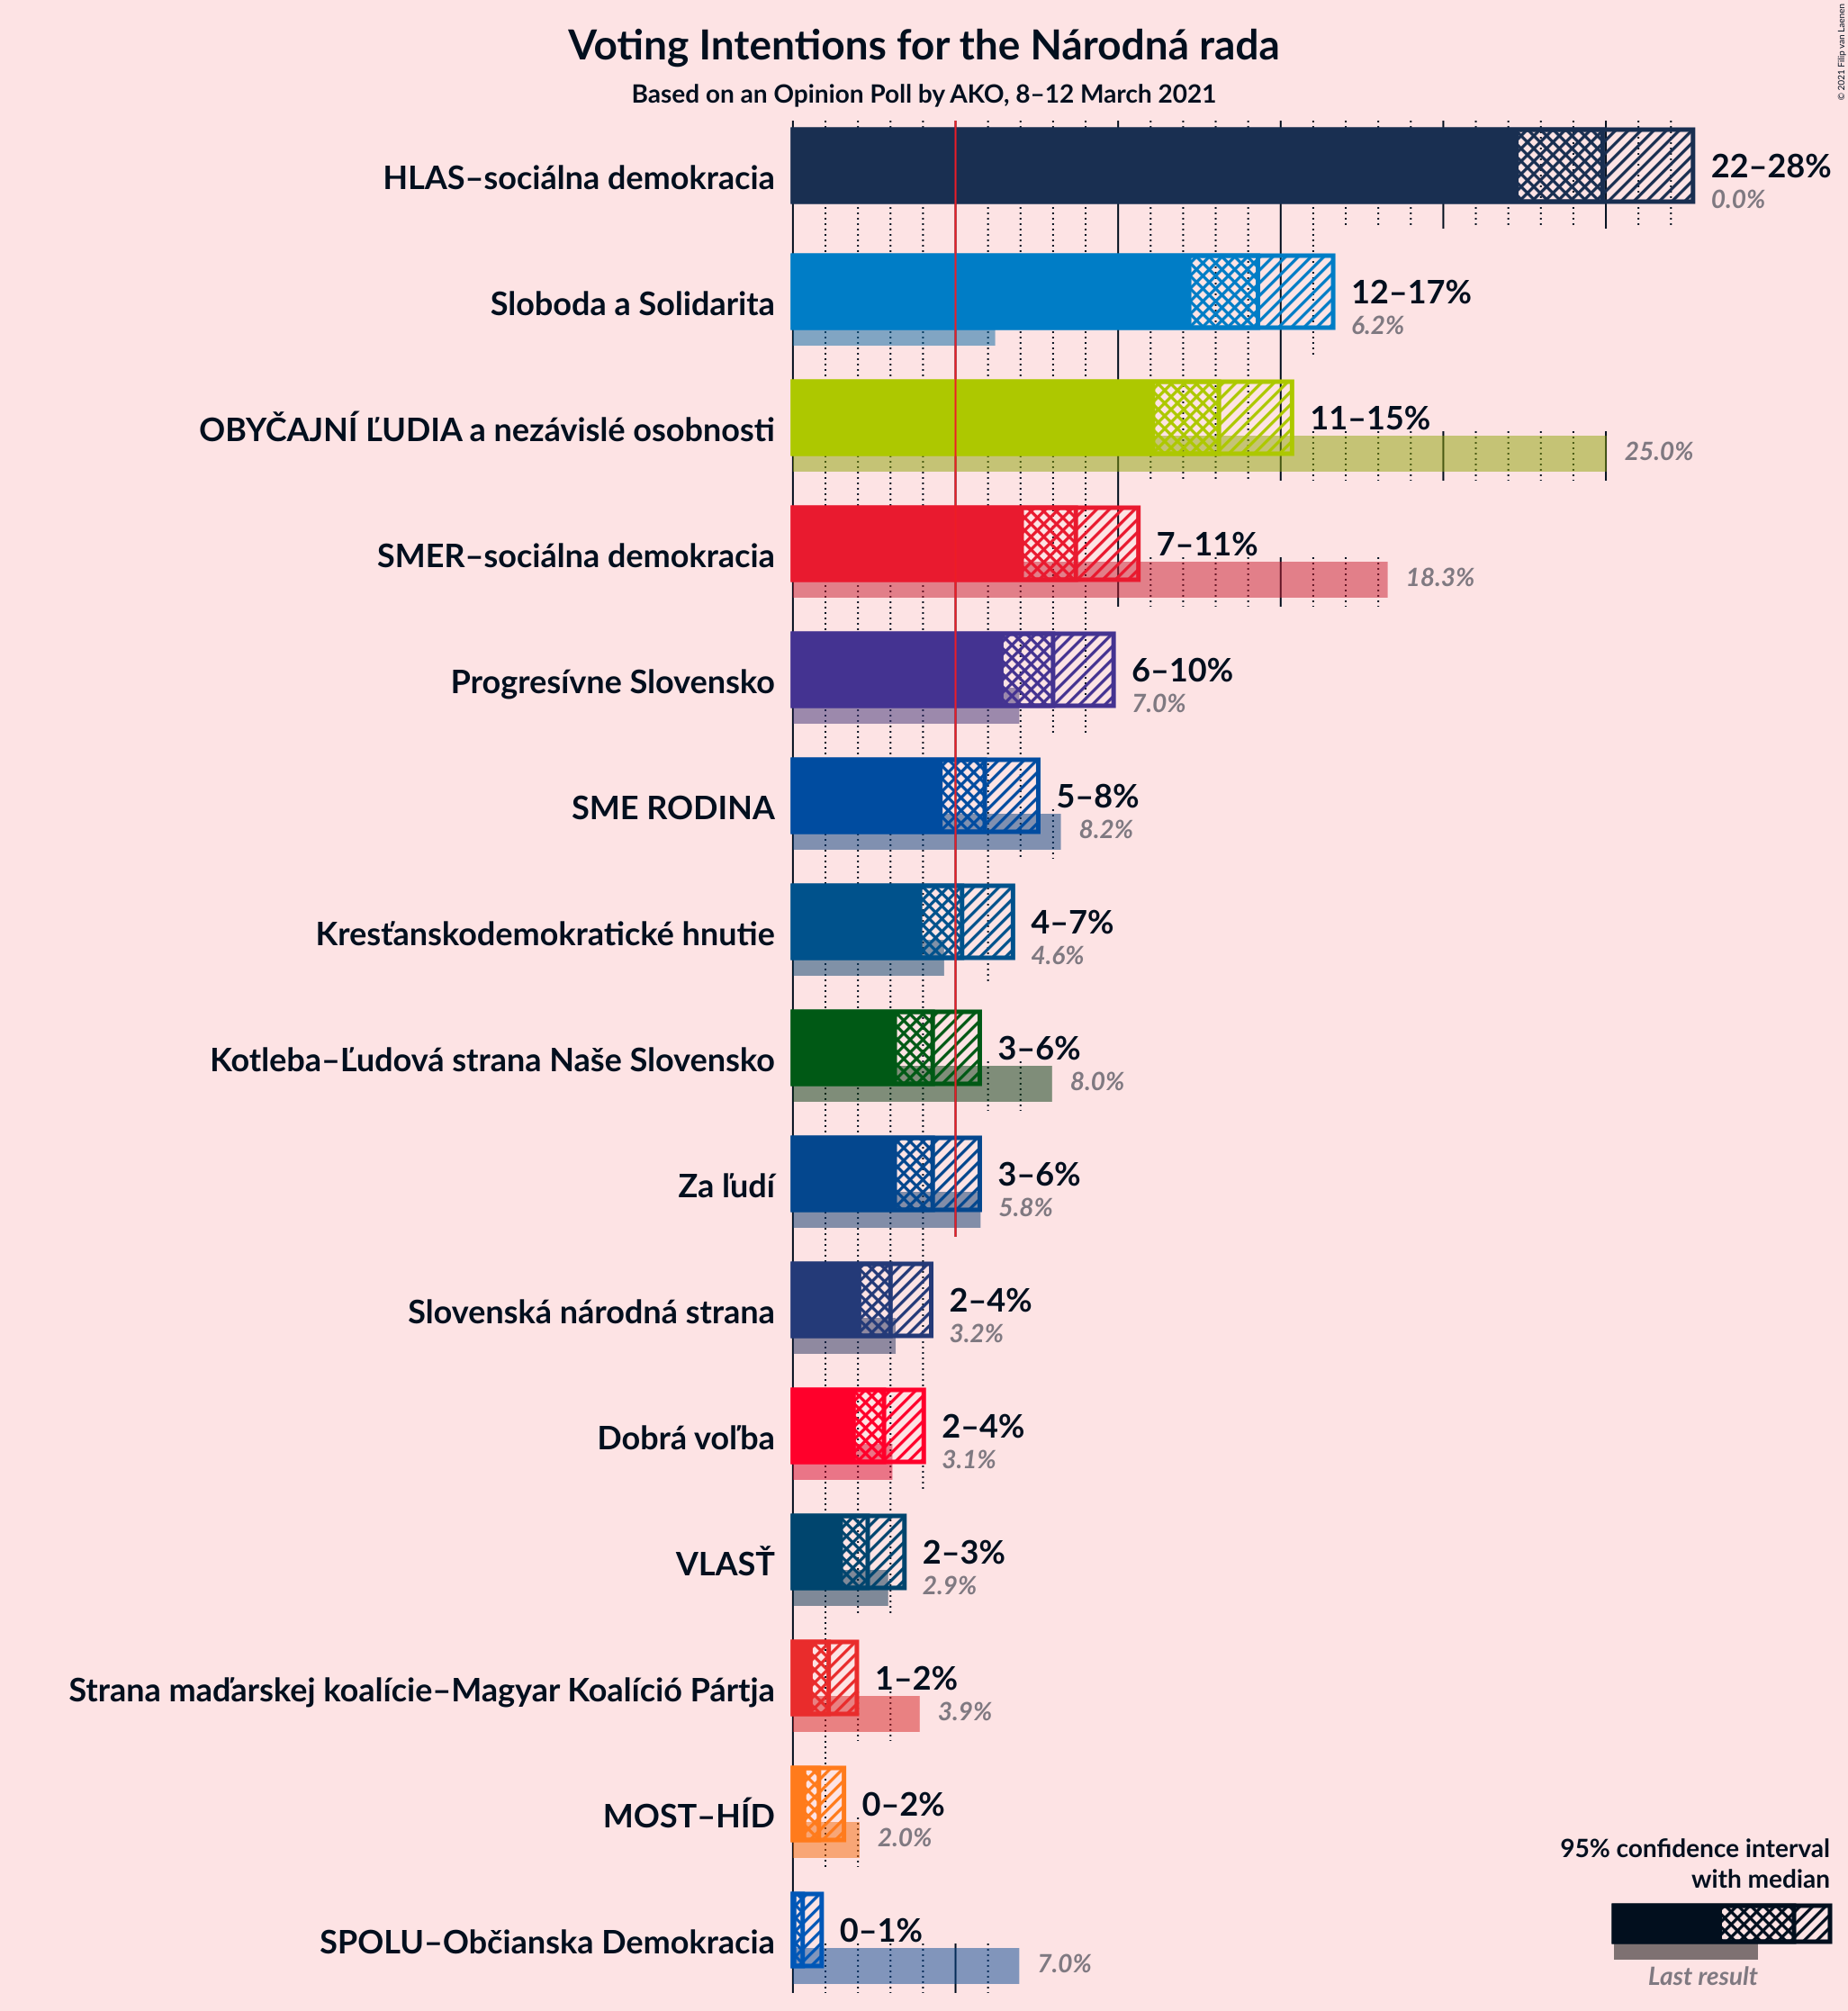 Voting Intentions for the Národná rada
Based on an Opinion Poll by AKO, 8–12 March 2021
© 2021 Filip van Laenen
HLAS–sociálna demokracia
22–28%
0.0%
Sloboda a Solidarita
12–17%
6.2%
OBYČAJNÍ ĽUDIA a nezávislé osobnosti
11–15%
25.0%
SMER–sociálna demokracia
7–11%
18.3%
Progresívne Slovensko
6–10%
7.0%
SME RODINA
5–8%
8.2%
Kresťanskodemokratické hnutie
4–7%
4.6%
Kotleba–Ľudová strana Naše Slovensko
3–6%
8.0%
Za ľudí
3–6%
5.8%
Slovenská národná strana
2–4%
3.2%
Dobrá voľba
2–4%
3.1%
VLASŤ
2–3%
2.9%
Strana maďarskej koalície–Magyar Koalíció Pártja
1–2%
3.9%
MOST–HÍD
0–2%
2.0%
SPOLU–Občianska Demokracia
0–1%
7.0%
95% confidence interval
with median
Last result